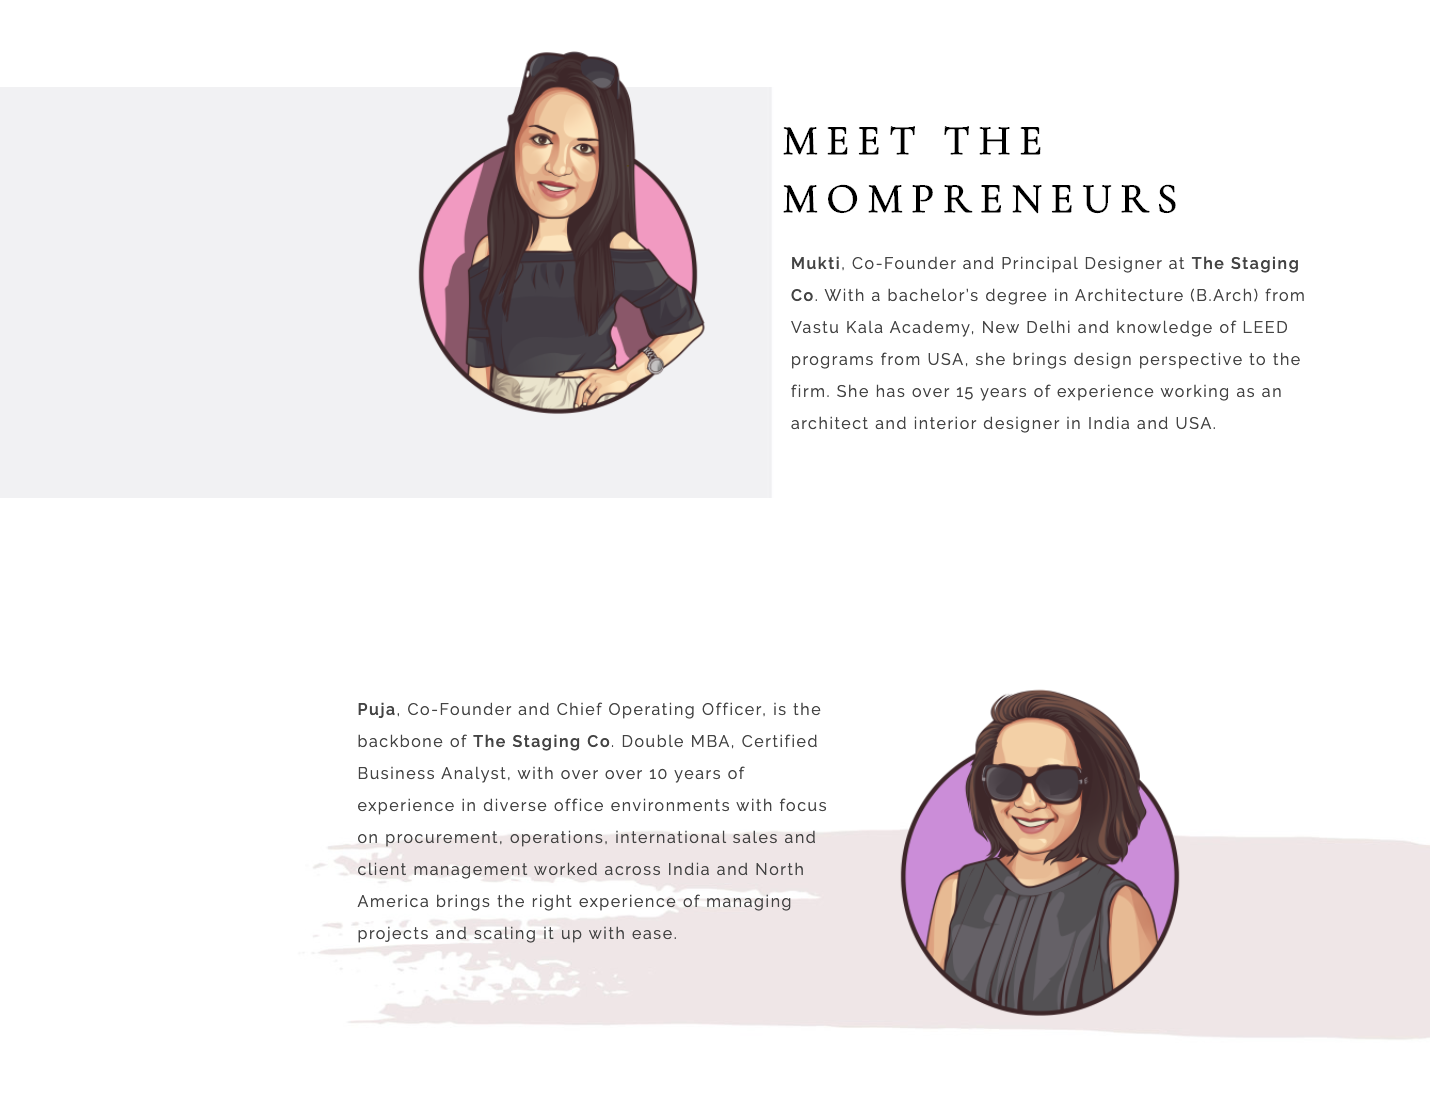 MEET THE
MOMPRENEURS
Mukti, Co-Founder and Principal Designer at The Staging
Co. With a bachelor's degree in Architecture (B.Arch) from
Vastu Kala Academy, New Delhi and knowledge of LEED
programs from USA, she brings design perspective to the
firm. She has over 15 years of experience working as an
architect and interior designer in India and USA.
Puja, Co-Founder and Chief Operating Officer, is the
backbone of The Staging Co. Double MBA, Certified
Business Analyst, with over over 10 years of
experience in diverse office environments with focus
on procurement, operations, international sales and
client management worked across India and North
America brings the right experience of managing
projects and scaling it up with ease.